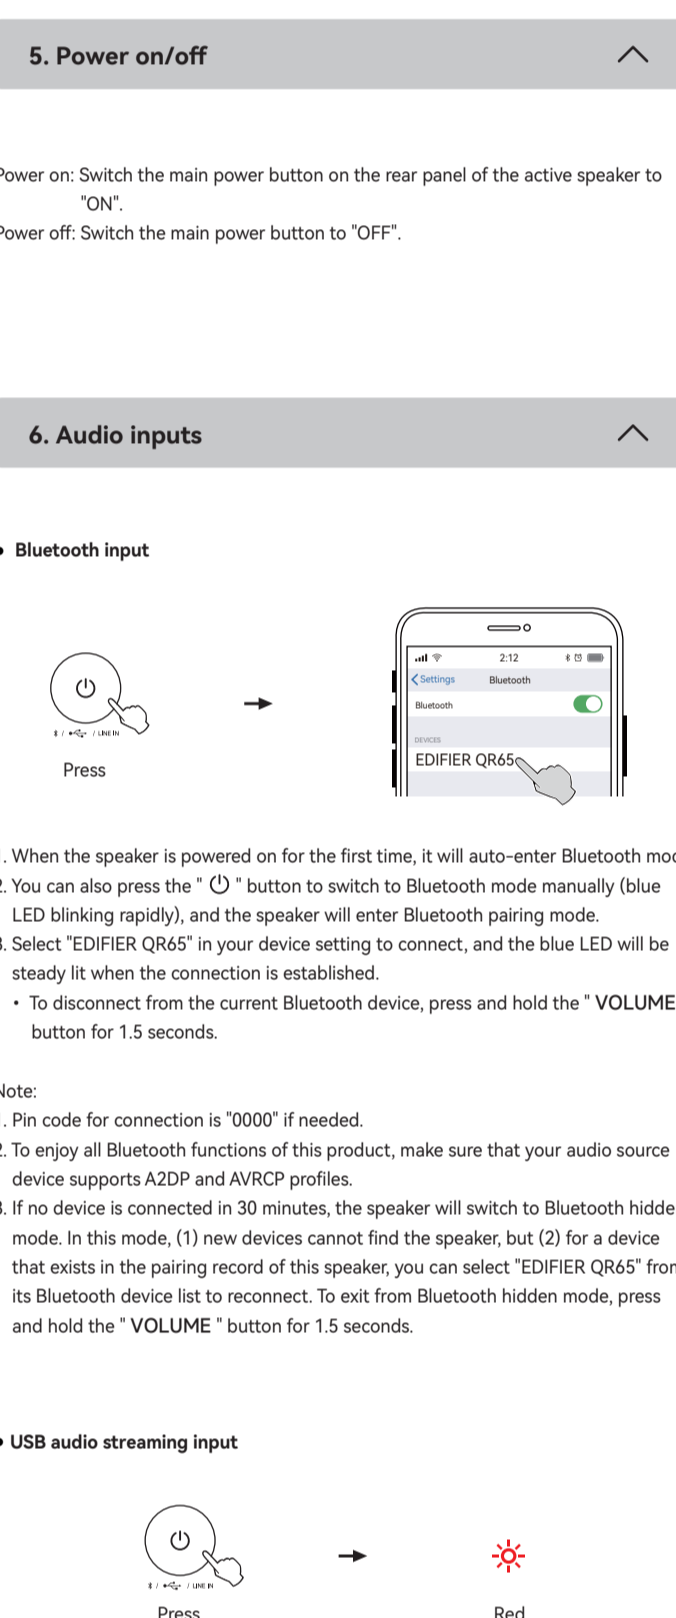 5. Power on/off
Power on: Switch the main power button on the rear panel of the active speaker to
"ON".
Power off: Switch the main power button to "OFF".
6. Audio inputs
• Bluetooth input
2:12
Settings
Bluetooth
Bluetooth
DEVICES
EDIFIER QR65
/ LINE IN
Press
. When the speaker is powered on for the first time, it will auto-enter Bluetooth mod
2. You can also press the " " button to switch to Bluetooth mode manually (blue
LED blinking rapidly), and the speaker will enter Bluetooth pairing mode.
3. Select "EDIFIER QR65" in your device setting to connect, and the blue LED will be
steady lit when the connection is established.
• To disconnect from the current Bluetooth device, press and hold the " VOLUME
button for 1.5 seconds.
Note:
. Pin code for connection is "0000" if needed.
2. To enjoy all Bluetooth functions of this product, make sure that your audio source
device supports A2DP and AVRCP profiles.
3. If no device is connected in 30 minutes, the speaker will switch to Bluetooth hidde
mode. In this mode, (1) new devices cannot find the speaker, but (2) for a device
that exists in the pairing record of this speaker, you can select "EDIFIER QR65" from
its Bluetooth device list to reconnect. To exit from Bluetooth hidden mode, press
and hold the " VOLUME " button for 1.5 seconds.
• USB audio streaming input
/ LINE IN
Press
Red